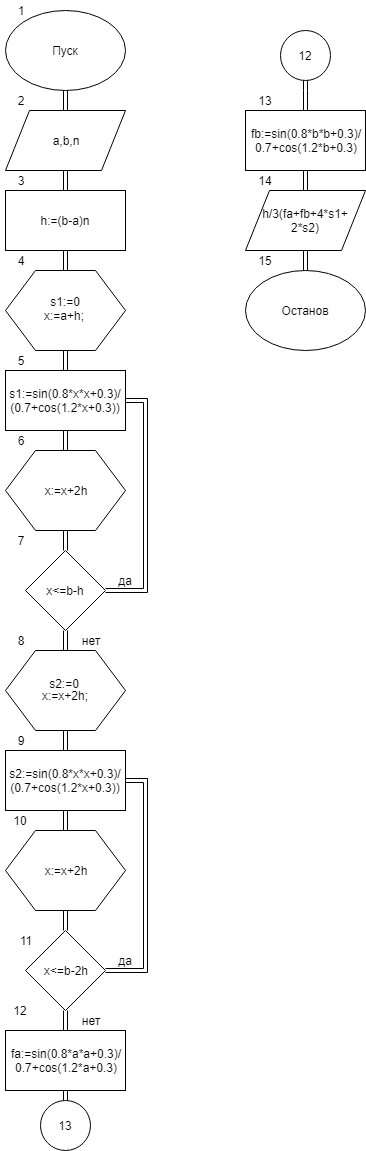 1
Пуск
2
a,b,n
3
h:=(b-a)n
4
s1:=0
x:=a+h;
5
s1:=sin(0.8*x*x+0.3)/
(0.7+cos(1.2*x+0.3))
6
x:=x+2h
7
x<=b-h
да
8
нет
s2:=0
x:=x+2h;
9
s2:=sin(0.8*x*x+0.3)/
(0.7+cos(1.2*x+0.3))
10
x:=x+2h
11
x<=b-2h
да
12
нет
fa:=sin(0.8*a*a+0.3)/
0.7+cos(1.2*a+0.3)
13
12
13
fb:=sin(0.8*b*b+0.3)/
0.7+cos(1.2*b+0.3)
14
h/3(fa+fb+4*s1+
2*s2)
15
Останов